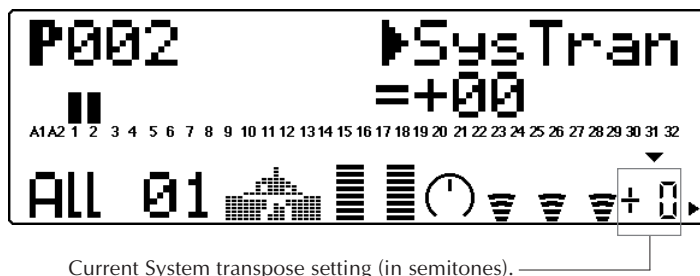 P002 ▶SysTran
=+00
A1 A2 1 2 3 4 5 6 7 8 9 10 11 12 13 14 15 16 17 18 19 20 21 22 23 24 25 26 27 28 29 30 31 32
All 01 + 0
Current System transpose setting (in semitones).